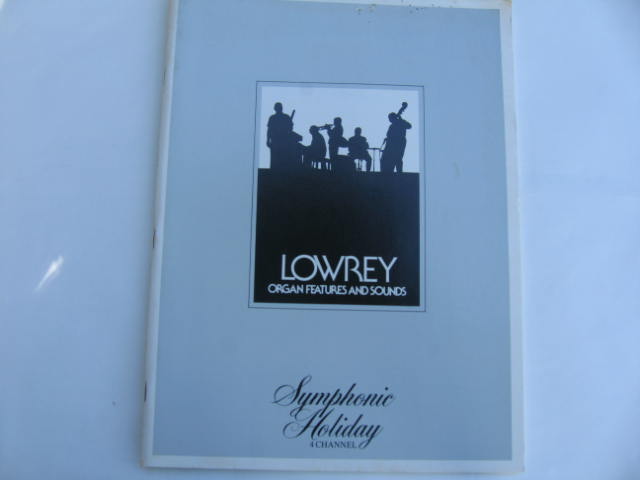 LOWREY
ORGAN FEATURES AND SOUNDS
Symphonic
Holiday
4 CHANNEL